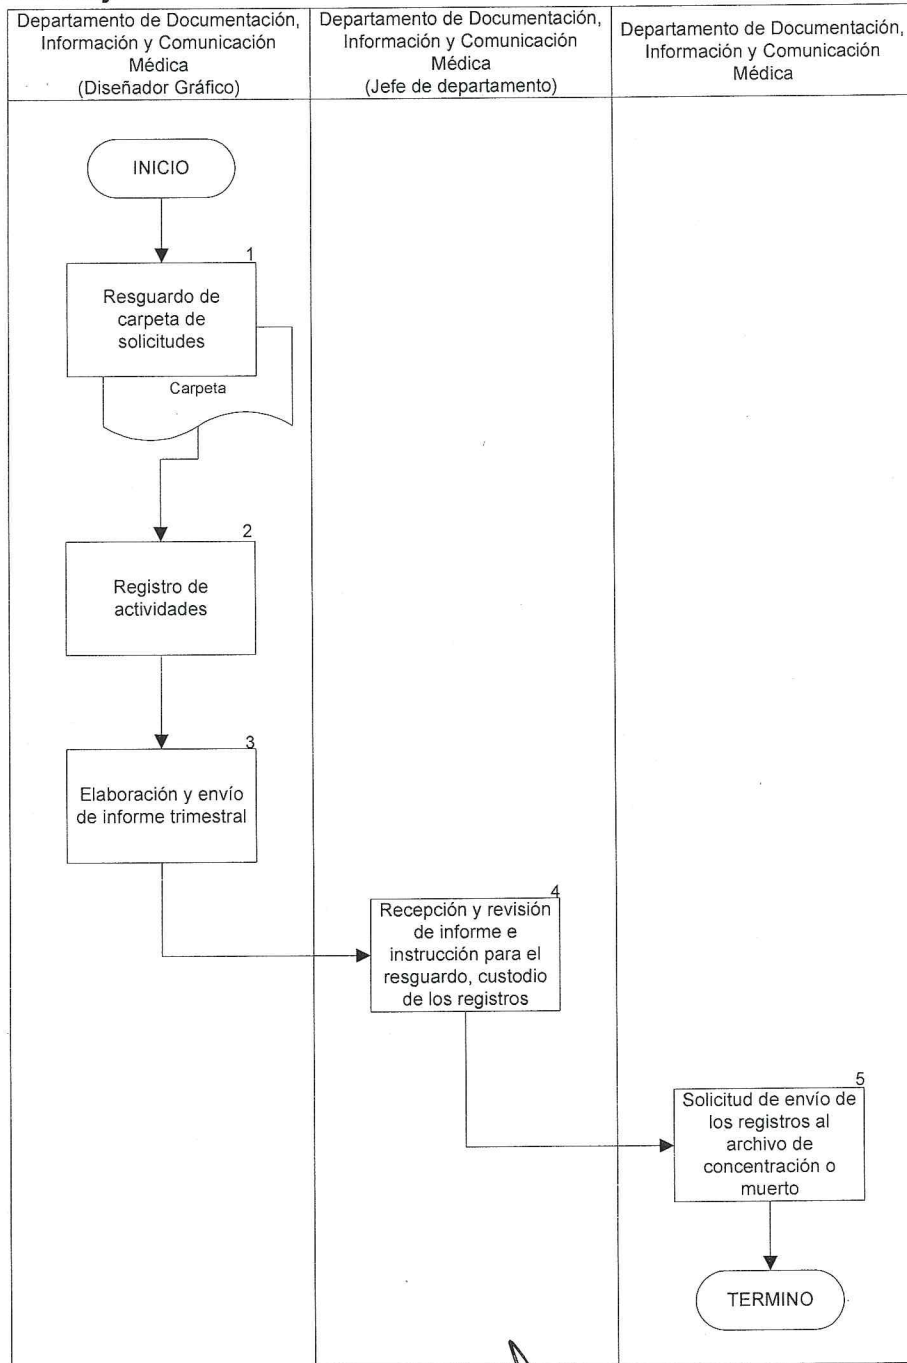 Departamento de Documentación,
Información y Comunicación
Médica
(Diseñador Gráfico)
Departamento de Documentación,
Información y Comunicación
Médica
(Jefe de departamento)
Departamento de Documentación,
Información y Comunicación
Médica
INICIO
1
Resguardo de
carpeta de
solicitudes
Carpeta
2
Registro de
actividades
3
Elaboración y envío
de informe trimestral
4
Recepción y revisión
de informe e
instrucción para el
resguardo, custodio
de los registros
5
Solicitud de envío de
los registros al
archivo de
concentración o
muerto
TERMINO